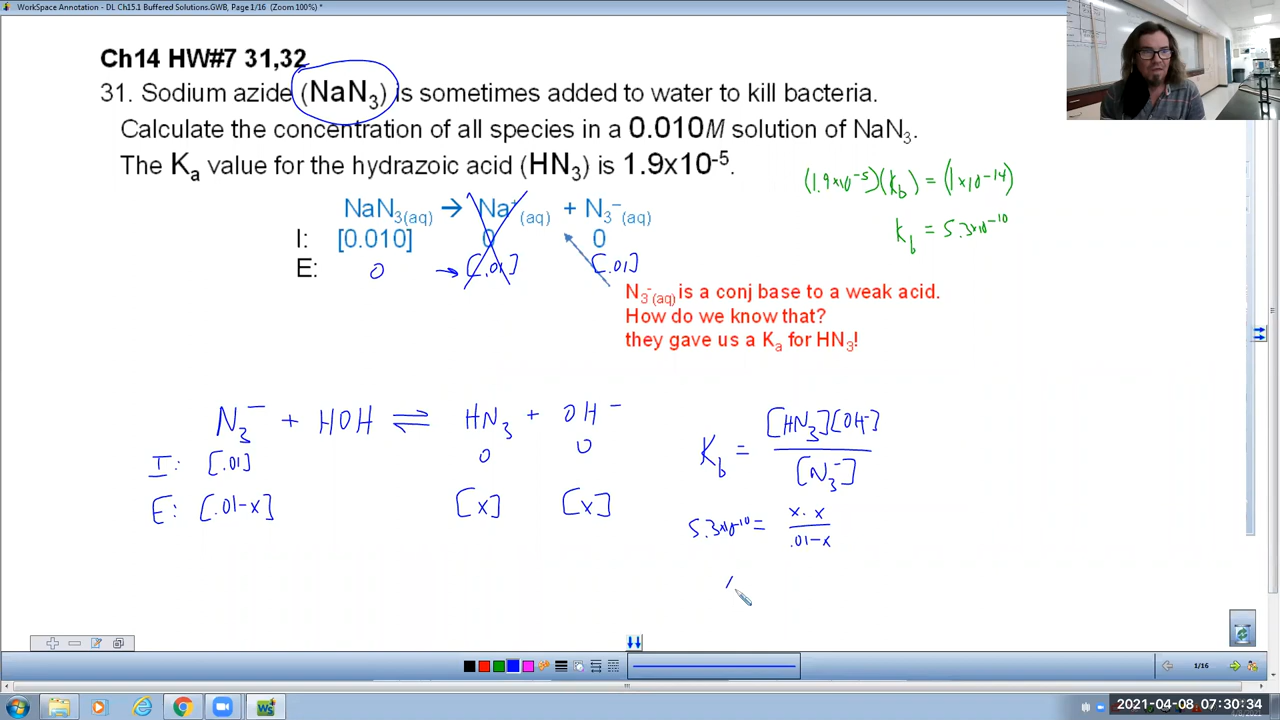 WorkSpace Annotation - DL Ch15.1 Buffered Solutions.GWB, Page 1/16 (Zoom 100%) *
Ch14 HW#7 31,32
31. Sodium azide (NaN₃) is sometimes added to water to kill bacteria.
Calculate the concentration of all species in a 0.010M solution of NaN₃.
The Kₐ value for the hydrazoic acid (HN₃) is 1.9x10⁻⁵.
(1.9x10⁻⁵)(K_b) = (1x10⁻¹⁴)
K_b = 5.3x10⁻¹⁰
NaN₃(aq) → Na⁺(aq) + N₃⁻(aq)
I: [0.010] 0 0
E: 0 → [.01] [.01]
N₃⁻(aq) is a conj base to a weak acid.
How do we know that?
they gave us a Kₐ for HN₃!
N₃⁻ + HOH ⇌ HN₃ + OH⁻
I: [.01] 0 0
E: [.01-x] [x] [x]
K_b = [HN₃][OH⁻] / [N₃⁻]
5.3x10⁻¹⁰ = x·x / .01-x
1/16
2021-04-08 07:30:34